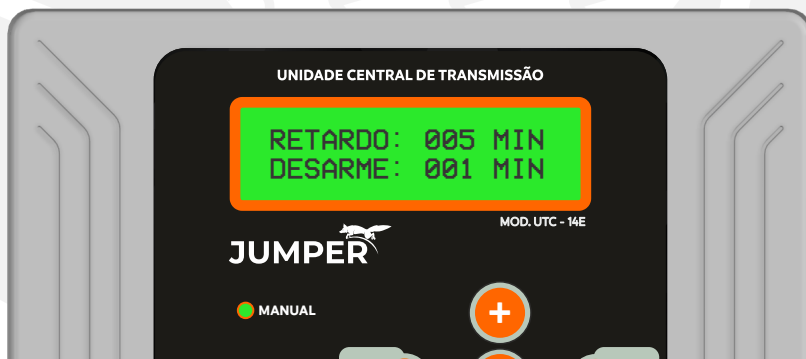 UNIDADE CENTRAL DE TRANSMISSÃO
RETARDO: 005 MIN
DESARME: 001 MIN
MOD. UTC - 14E
JUMPER
MANUAL
+